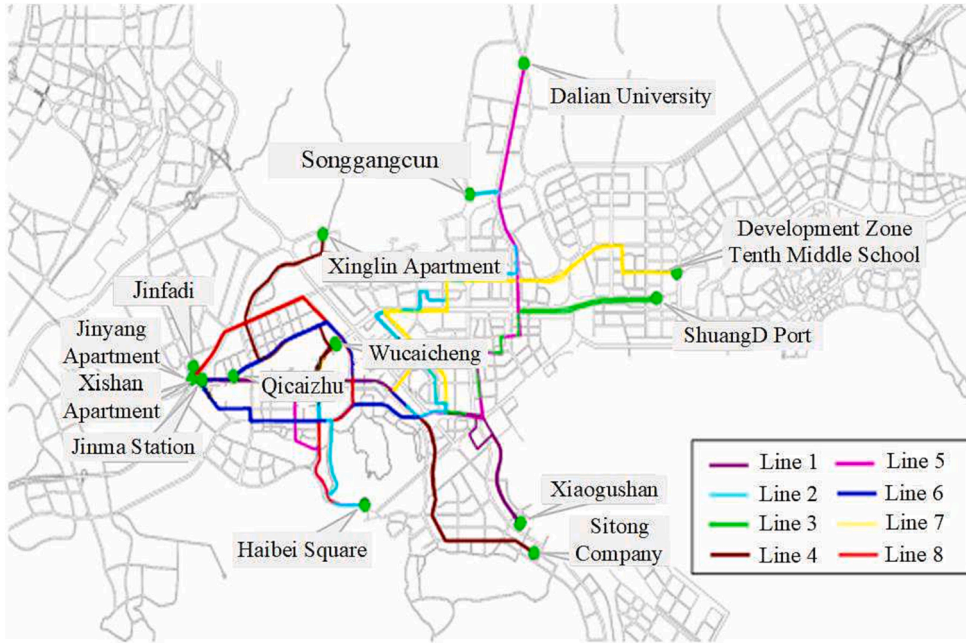 Dalian University
Songgangcun
Development Zone
Tenth Middle School
Xinglin Apartment
Jinfadi
ShuangD Port
Jinyang
Apartment
Wucaicheng
Xishan
Apartment
Qicaizhu
Jinma Station
Xiaogushan
Haibei Square
Sitong
Company
Line 1
Line 5
Line 2
Line 6
Line 3
Line 7
Line 4
Line 8